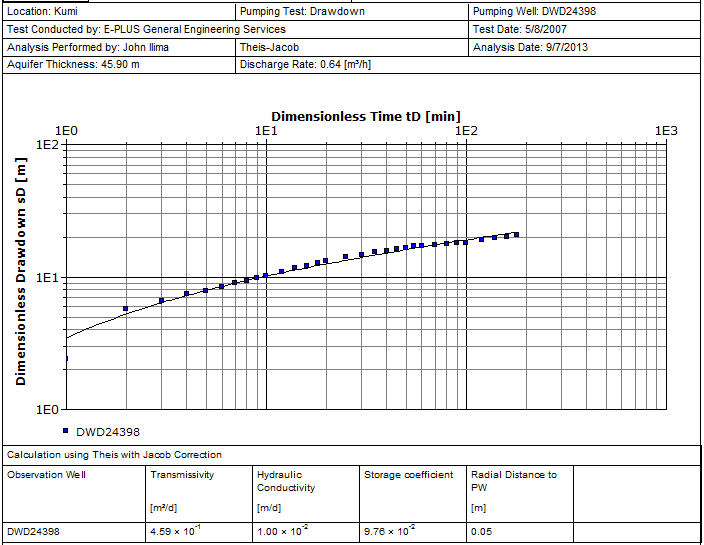 Location: Kumi Pumping Test: Drawdown Pumping Well: DWD24398
Test Conducted by: E-PLUS General Engineering Services Test Date: 5/8/2007
Analysis Performed by: John Ilima Theis-Jacob Analysis Date: 9/7/2013
Aquifer Thickness: 45.90 m Discharge Rate: 0.64 [m³/h]
Dimensionless Time tD [min]
1E0 1E1 1E2 1E3
1E2
Dimensionless Drawdown sD [m]
1E1
1E0
DWD24398
Calculation using Theis with Jacob Correction
Observation Well Transmissivity Hydraulic Storage coefficient Radial Distance to
Conductivity PW
[m²/d] [m/d] [m]
DWD24398 4.59 × 10⁻¹ 1.00 × 10⁻² 9.76 × 10⁻² 0.05